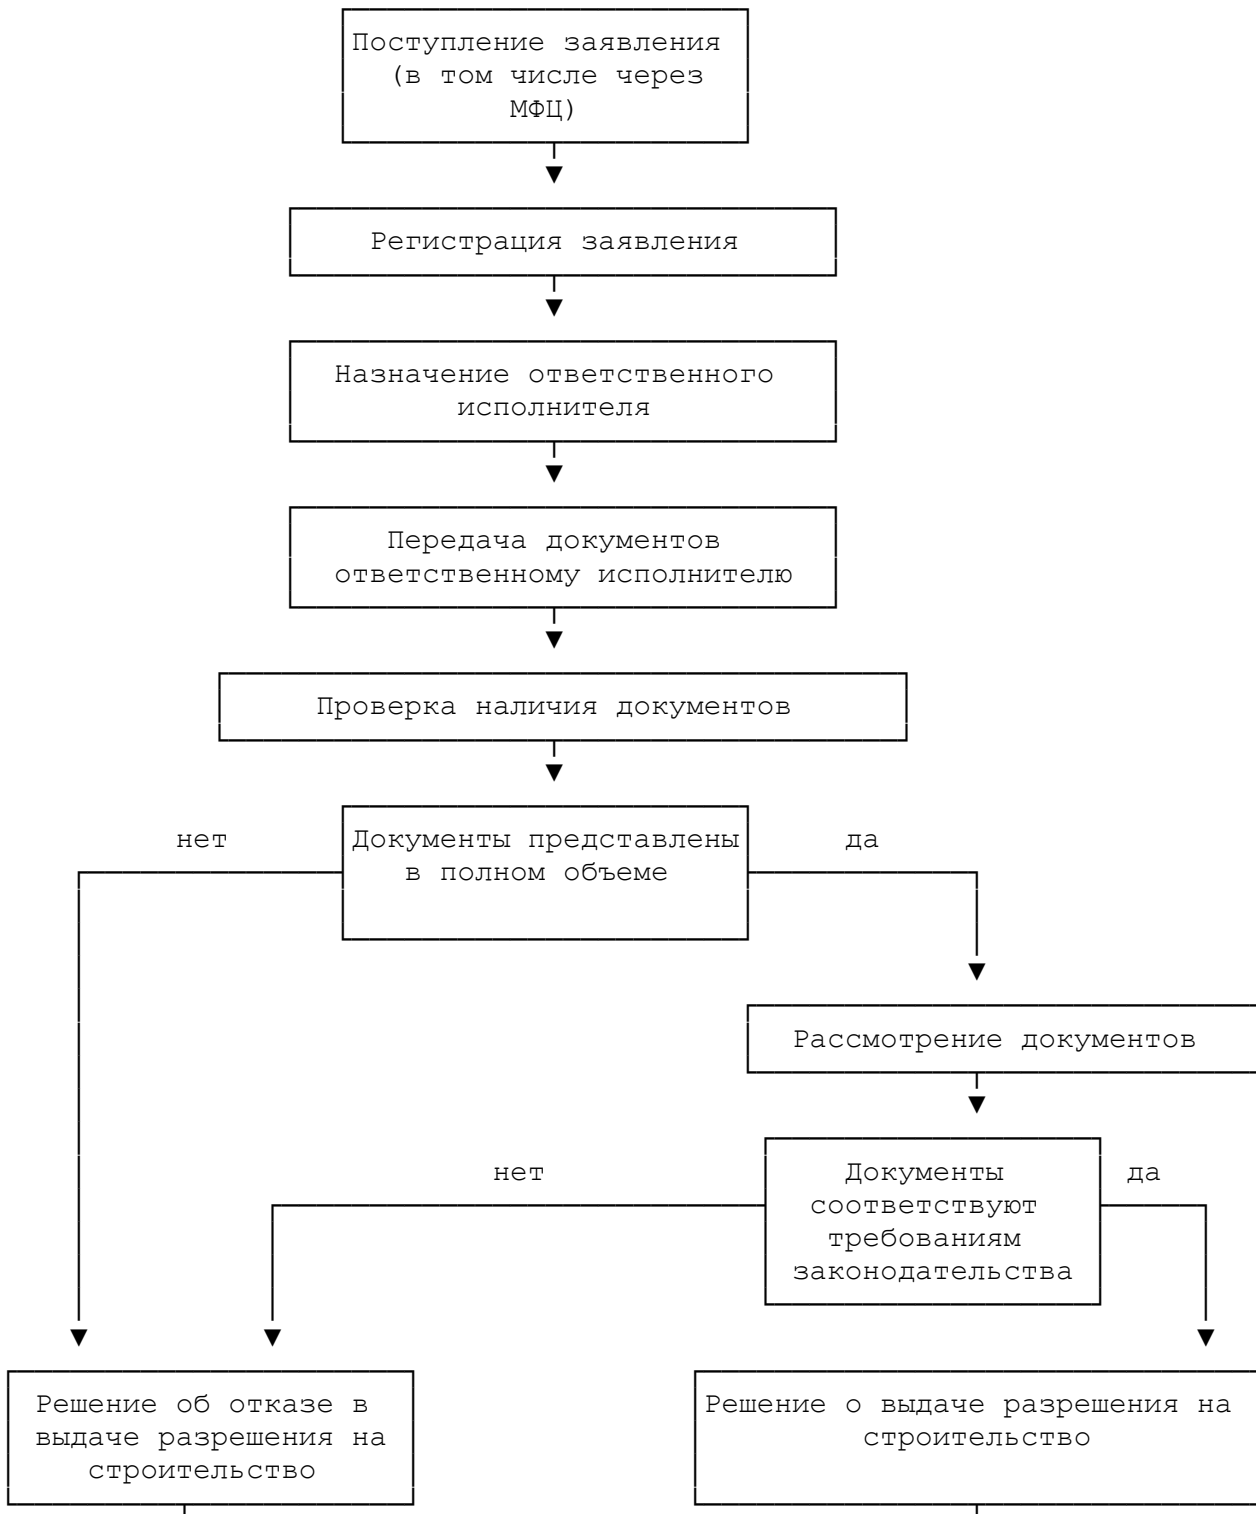 Поступление заявления
(в том числе через
МФЦ)
Регистрация заявления
Назначение ответственного
исполнителя
Передача документов
ответственному исполнителю
Проверка наличия документов
нет
Документы представлены
в полном объеме
да
Рассмотрение документов
нет
Документы
соответствуют
требованиям
законодательства
да
Решение об отказе в
выдаче разрешения на
строительство
Решение о выдаче разрешения на
строительство